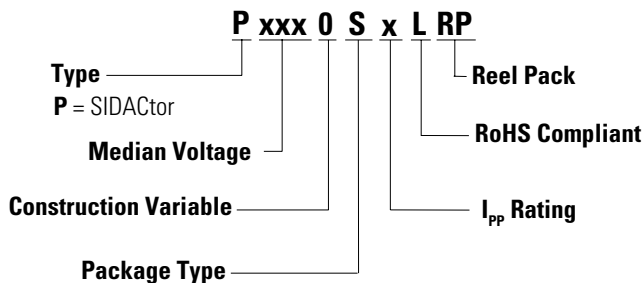 P xxx 0 S x L RP
Type
P = SIDACtor
Reel Pack
Median Voltage
RoHS Compliant
Construction Variable
Ipp Rating
Package Type